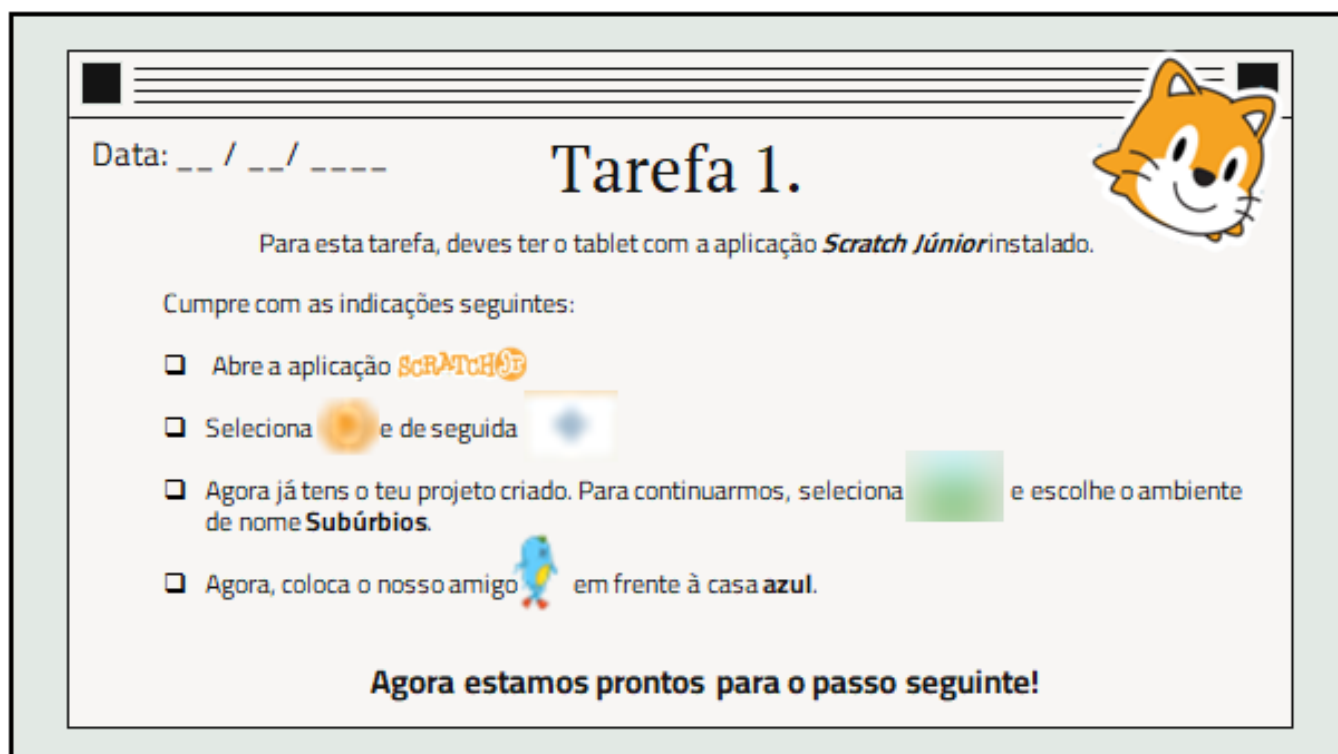 Data: __ / __/ ____
Tarefa 1.
Para esta tarefa, deves ter o tablet com a aplicação Scratch Júnior instalado.
Cumpre com as indicações seguintes:
Abre a aplicação SCRATCHJr
Seleciona e de seguida
Agora já tens o teu projeto criado. Para continuarmos, seleciona e escolhe o ambiente
de nome Subúrbios.
Agora, coloca o nosso amigo em frente à casa azul.
Agora estamos prontos para o passo seguinte!